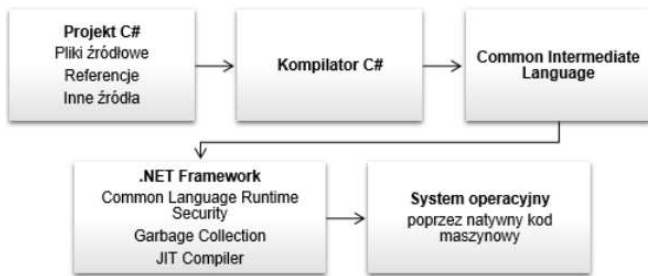 Projekt C#
Pliki źródłowe
Referencje
Inne źródła
Kompilator C#
Common Intermediate
Language
.NET Framework
Common Language Runtime
Security
Garbage Collection
JIT Compiler
System operacyjny
poprzez natywny kod
maszynowy